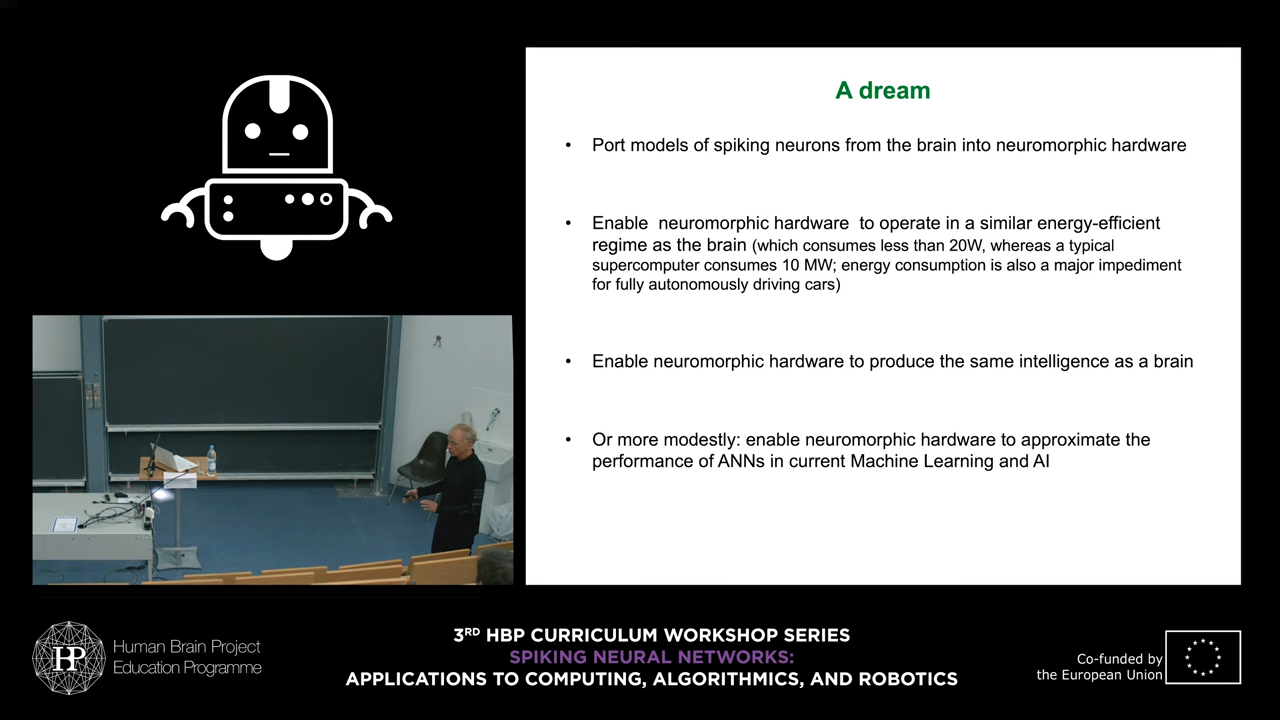 A dream
• Port models of spiking neurons from the brain into neuromorphic hardware
• Enable neuromorphic hardware to operate in a similar energy-efficient
regime as the brain (which consumes less than 20W, whereas a typical
supercomputer consumes 10 MW; energy consumption is also a major impediment
for fully autonomously driving cars)
• Enable neuromorphic hardware to produce the same intelligence as a brain
• Or more modestly: enable neuromorphic hardware to approximate the
performance of ANNs in current Machine Learning and AI
HBP
Human Brain Project
Education Programme
3RD HBP CURRICULUM WORKSHOP SERIES
SPIKING NEURAL NETWORKS:
APPLICATIONS TO COMPUTING, ALGORITHMICS, AND ROBOTICS
Co-funded by
the European Union